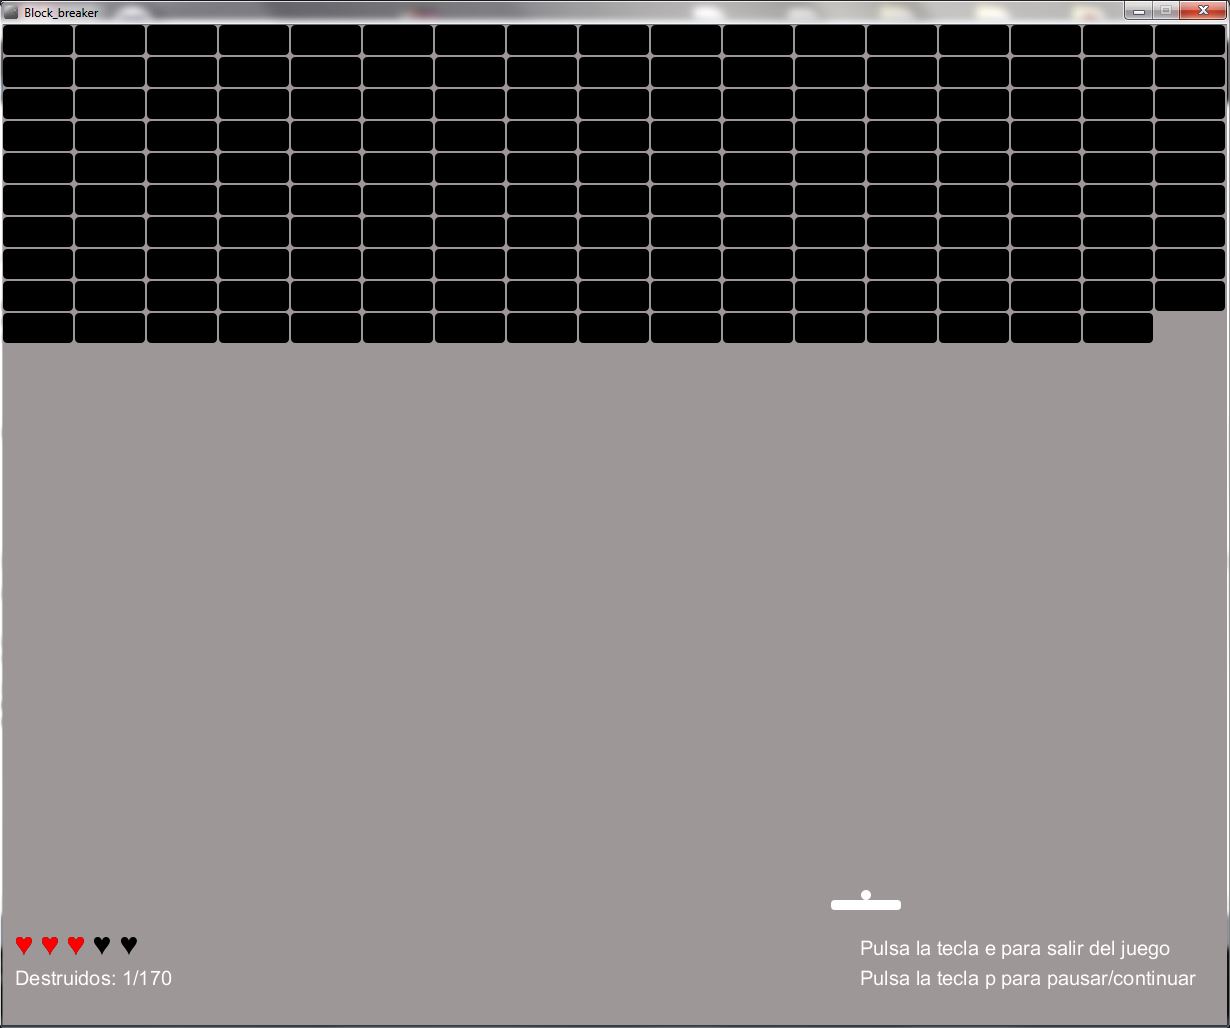 Block_breaker
Destruidos: 1/170
Pulsa la tecla e para salir del juego
Pulsa la tecla p para pausar/continuar